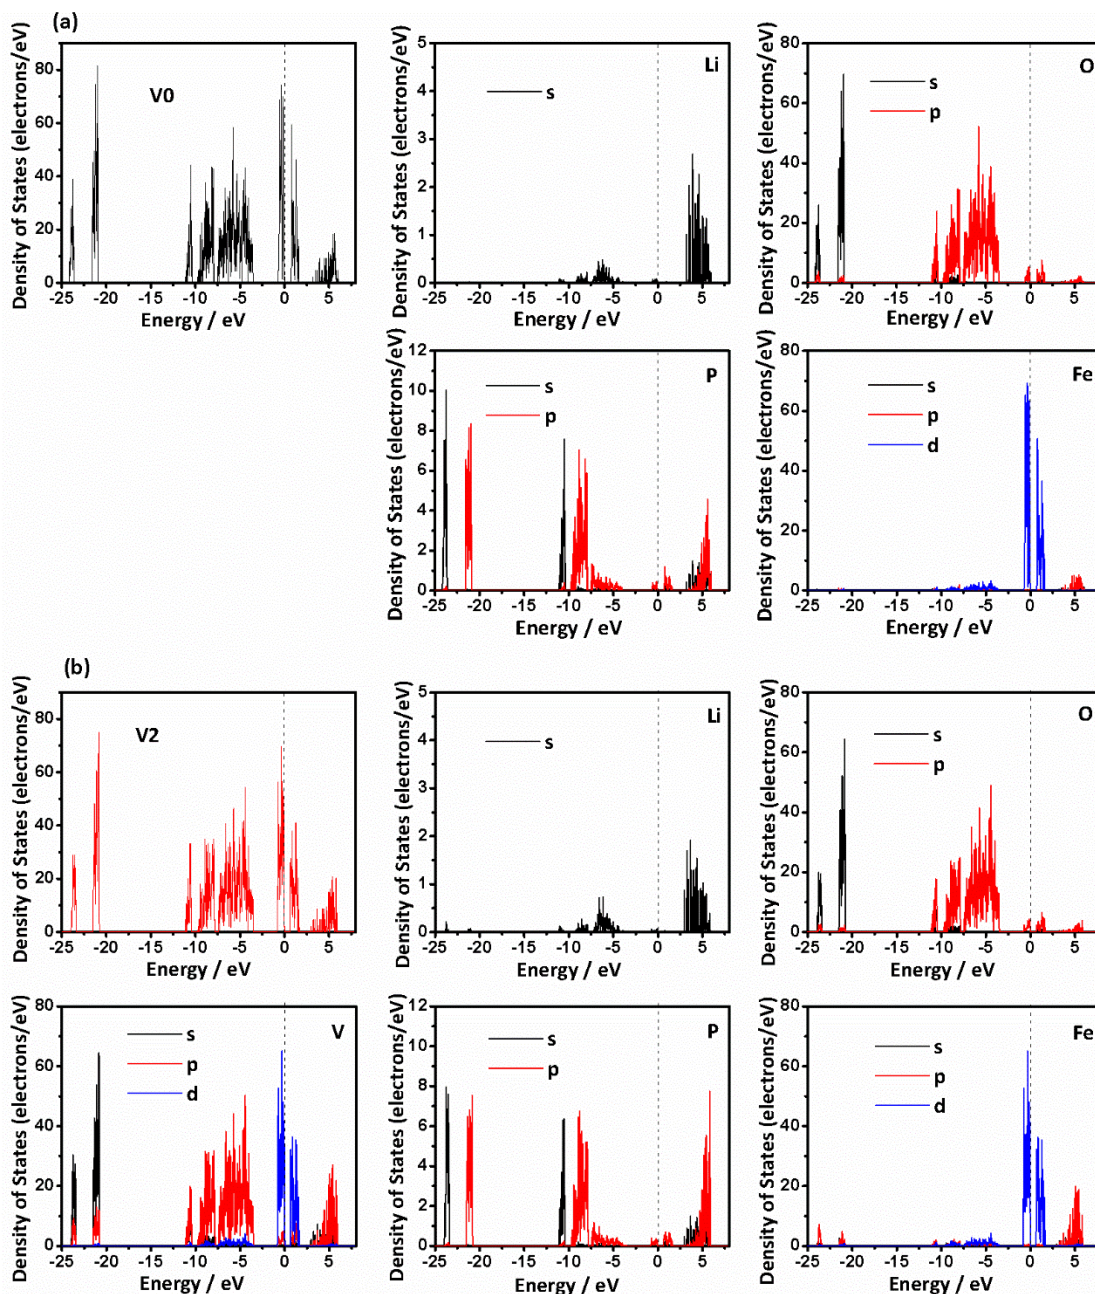 (a)
Density of States (electrons/eV)
80
60
40
20
0
V0
-25 -20 -15 -10 -5 0 5
Energy / eV
Density of States (electrons/eV)
5
4
3
2
1
0
Li
s
-25 -20 -15 -10 -5 0 5
Energy / eV
Density of States (electrons/eV)
80
60
40
20
0
O
s
p
-25 -20 -15 -10 -5 0 5
Energy / eV
Density of States (electrons/eV)
12
10
8
6
4
2
0
P
s
p
-25 -20 -15 -10 -5 0 5
Energy / eV
Density of States (electrons/eV)
80
60
40
20
0
Fe
s
p
d
-25 -20 -15 -10 -5 0 5
Energy / eV
(b)
Density of States (electrons/eV)
80
60
40
20
0
V2
-25 -20 -15 -10 -5 0 5
Energy / eV
Density of States (electrons/eV)
5
4
3
2
1
0
Li
s
-25 -20 -15 -10 -5 0 5
Energy / eV
Density of States (electrons/eV)
80
60
40
20
0
O
s
p
-25 -20 -15 -10 -5 0 5
Energy / eV
Density of States (electrons/eV)
80
60
40
20
0
V
s
p
d
-25 -20 -15 -10 -5 0 5
Energy / eV
Density of States (electrons/eV)
12
10
8
6
4
2
0
P
s
p
-25 -20 -15 -10 -5 0 5
Energy / eV
Density of States (electrons/eV)
80
60
40
20
0
Fe
s
p
d
-25 -20 -15 -10 -5 0 5
Energy / eV